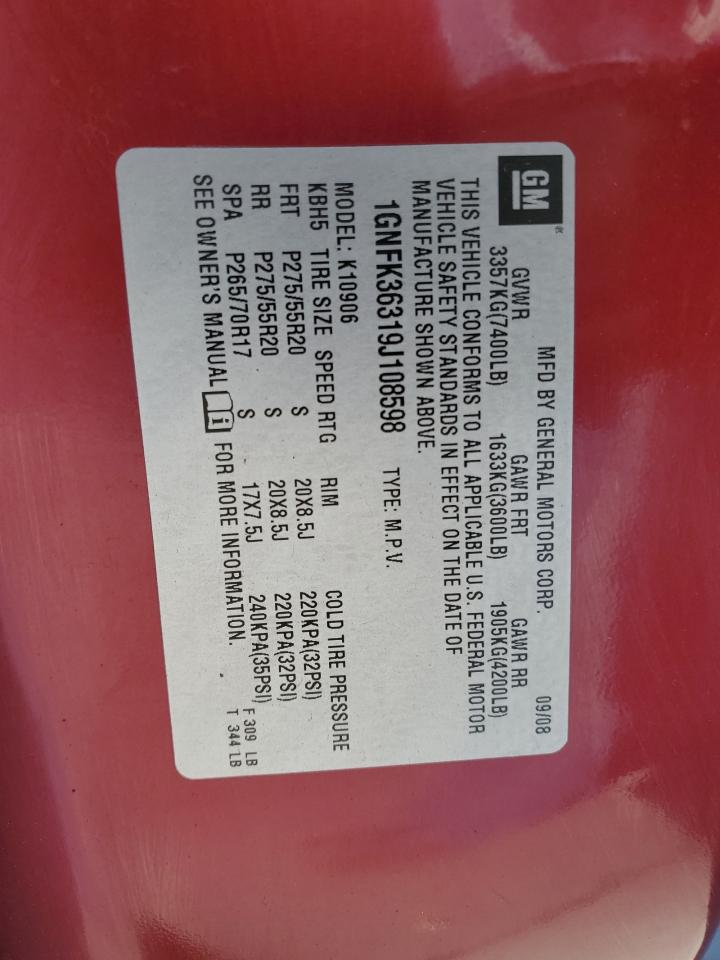 GM® MFD BY GENERAL MOTORS CORP. 09/08
GVWR GAWR FRT GAWR RR
3357KG(7400LB) 1633KG(3600LB) 1905KG(4200LB)
THIS VEHICLE CONFORMS TO ALL APPLICABLE U.S. FEDERAL MOTOR
VEHICLE SAFETY STANDARDS IN EFFECT ON THE DATE OF
MANUFACTURE SHOWN ABOVE.
1GNFK36319J108598 TYPE: M.P.V.
MODEL: K10906
KBH5 TIRE SIZE SPEED RTG RIM COLD TIRE PRESSURE
FRT P275/55R20 S 20X8.5J 220KPA(32PSI)
RR P275/55R20 S 20X8.5J 220KPA(32PSI)
SPA P265/70R17 S 17X7.5J 240KPA(35PSI)
SEE OWNER'S MANUAL i FOR MORE INFORMATION.
F 309 LB
T 344 LB